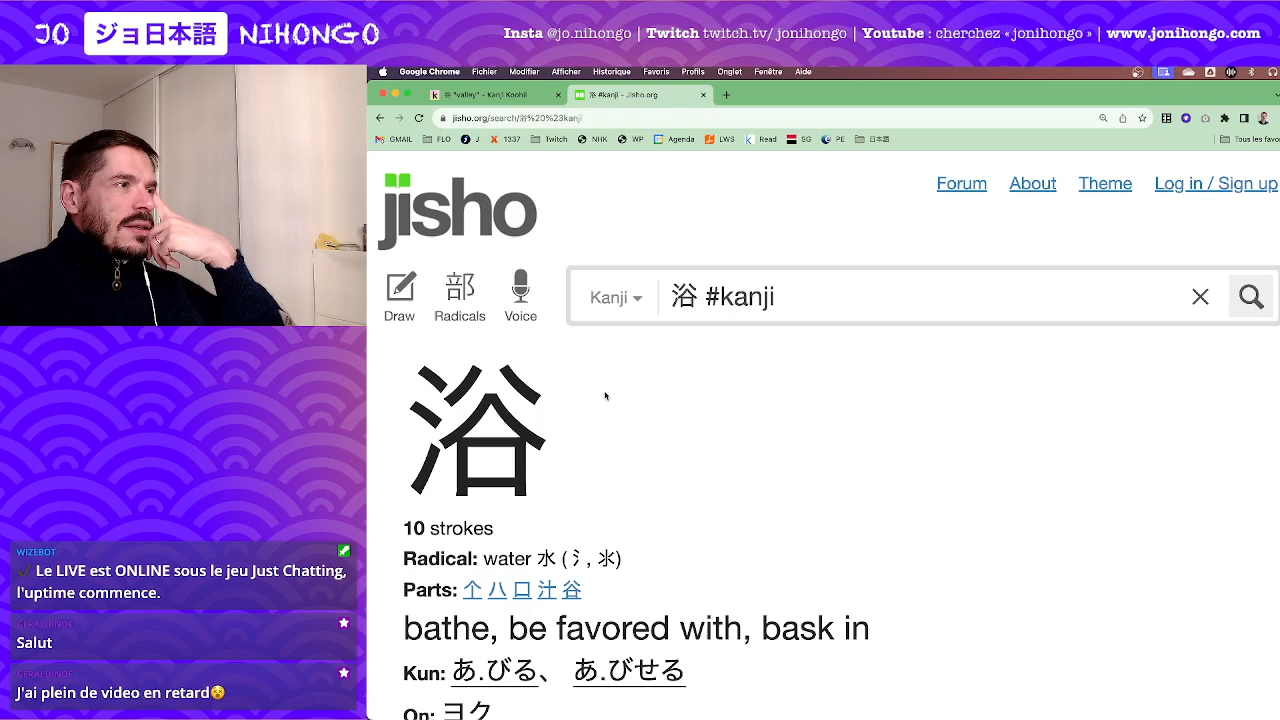 JO ジョ日本語 NIHONGO
Insta @jo.nihongo | Twitch twitch.tv/ jonihongo | Youtube : cherchez « jonihongo » | www.jonihongo.com
Google Chrome Fichier Modifier Afficher Historique Favoris Profils Onglet Fenêtre Aide
谷 "valley" - Kanji Koohii
浴 #kanji - Jisho.org
jisho.org/search/浴%20%23kanji
GMAIL FLO J 1337 Twitch NHK WP Agenda LWS Read SG PE 日本語 Tous les favo
jisho
Forum About Theme Log in / Sign up
部
Draw Radicals Voice
Kanji 浴 #kanji
浴
10 strokes
Radical: water 水 (氵, 氺)
Parts: 个 八 口 汁 谷
bathe, be favored with, bask in
Kun: あ.びる、 あ.びせる
On: ヨク
WIZEBOT
Le LIVE est ONLINE sous le jeu Just Chatting,
l'uptime commence.
GERALDINDE
Salut
GERALDINDE
J'ai plein de video en retard😵